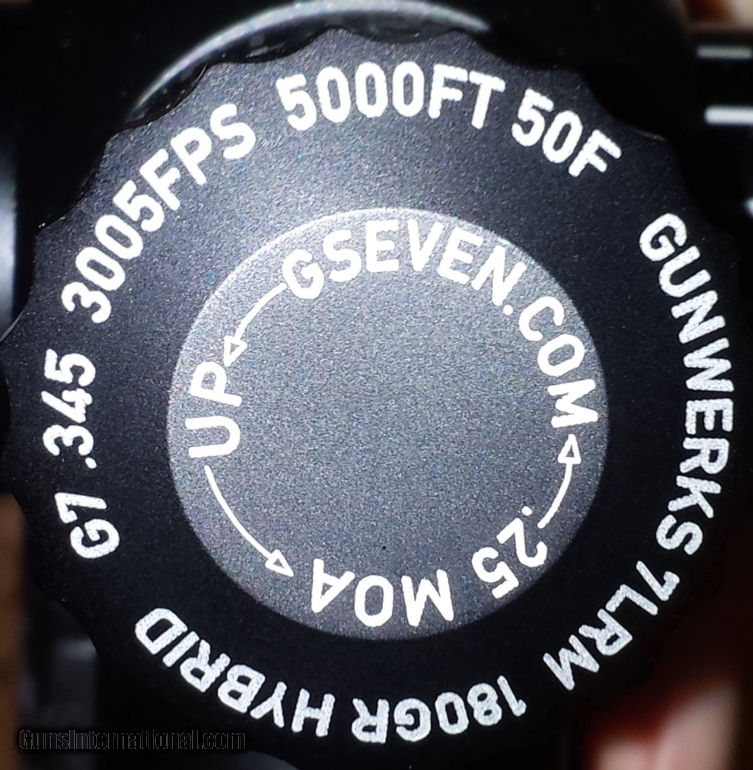 GUNWERKS 7LRM 180GR HYBRID
G7 .345 3005FPS 5000FT 50F
GSEVEN.COM
UP
.25 MOA
GunsInternational.com